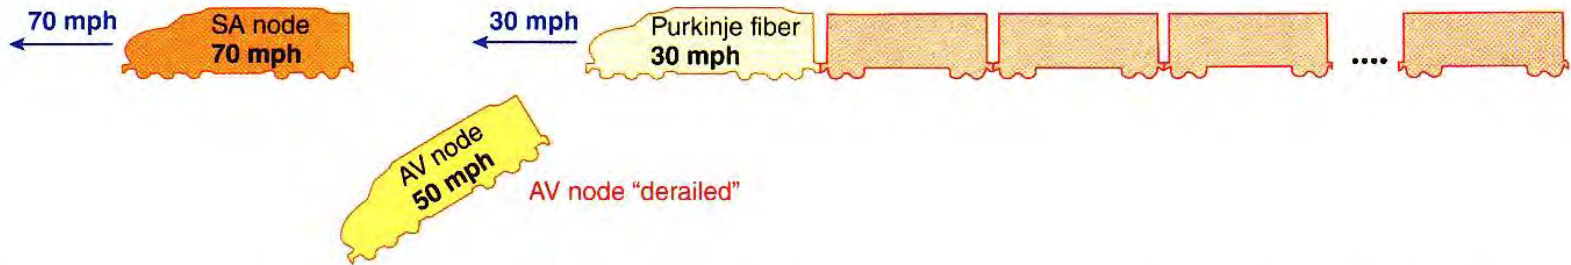 70 mph
SA node
70 mph
30 mph
Purkinje fiber
30 mph
....
AV node
50 mph
AV node “derailed”